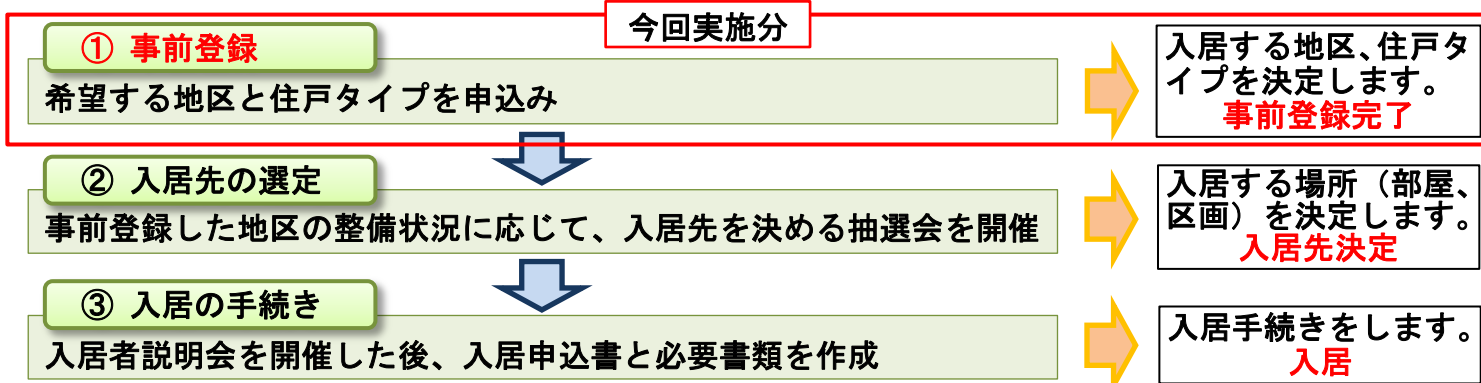 今回実施分
① 事前登録
希望する地区と住戸タイプを申込み
入居する地区、住戸タ
イプを決定します。
事前登録完了
② 入居先の選定
事前登録した地区の整備状況に応じて、入居先を決める抽選会を開催
入居する場所（部屋、
区画）を決定します。
入居先決定
③ 入居の手続き
入居者説明会を開催した後、入居申込書と必要書類を作成
入居手続きをします。
入居